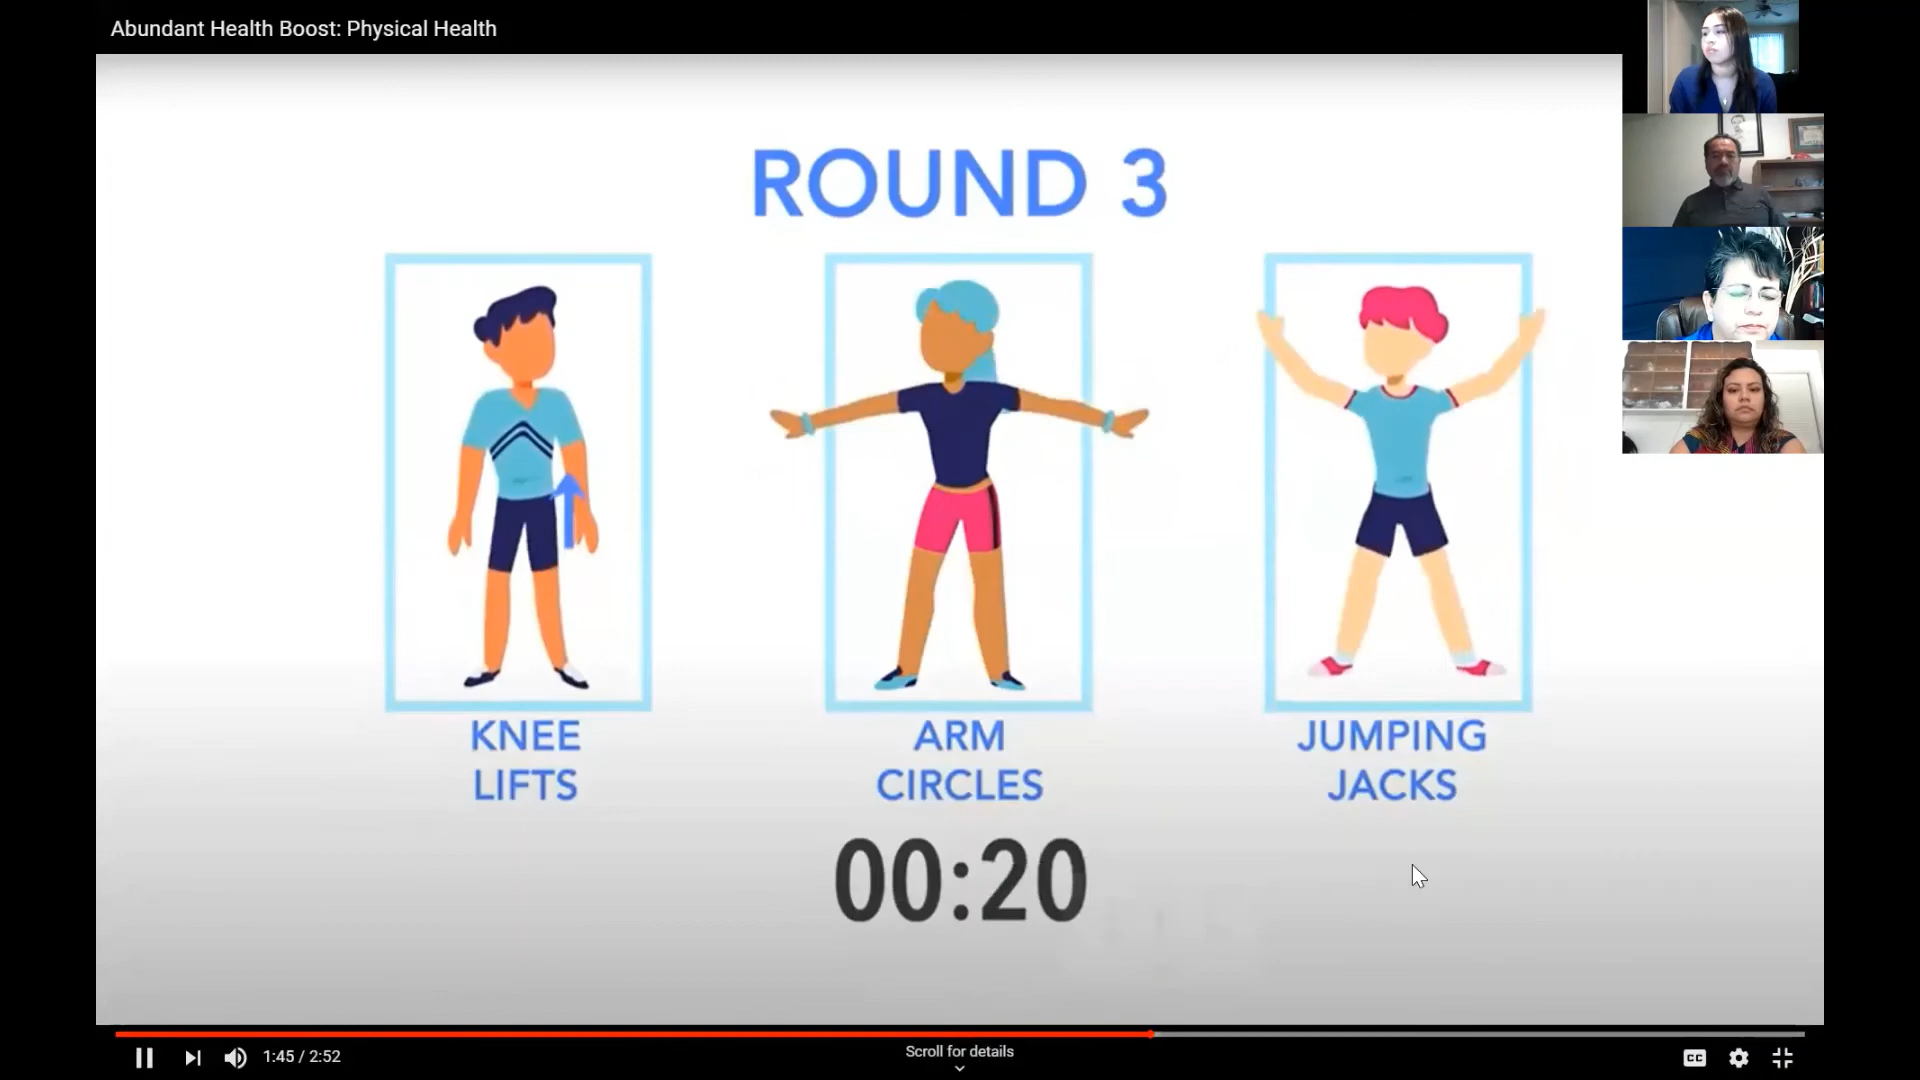 Abundant Health Boost: Physical Health
ROUND 3
KNEE
LIFTS
ARM
CIRCLES
JUMPING
JACKS
00:20
1:45 / 2:52
Scroll for details
CC